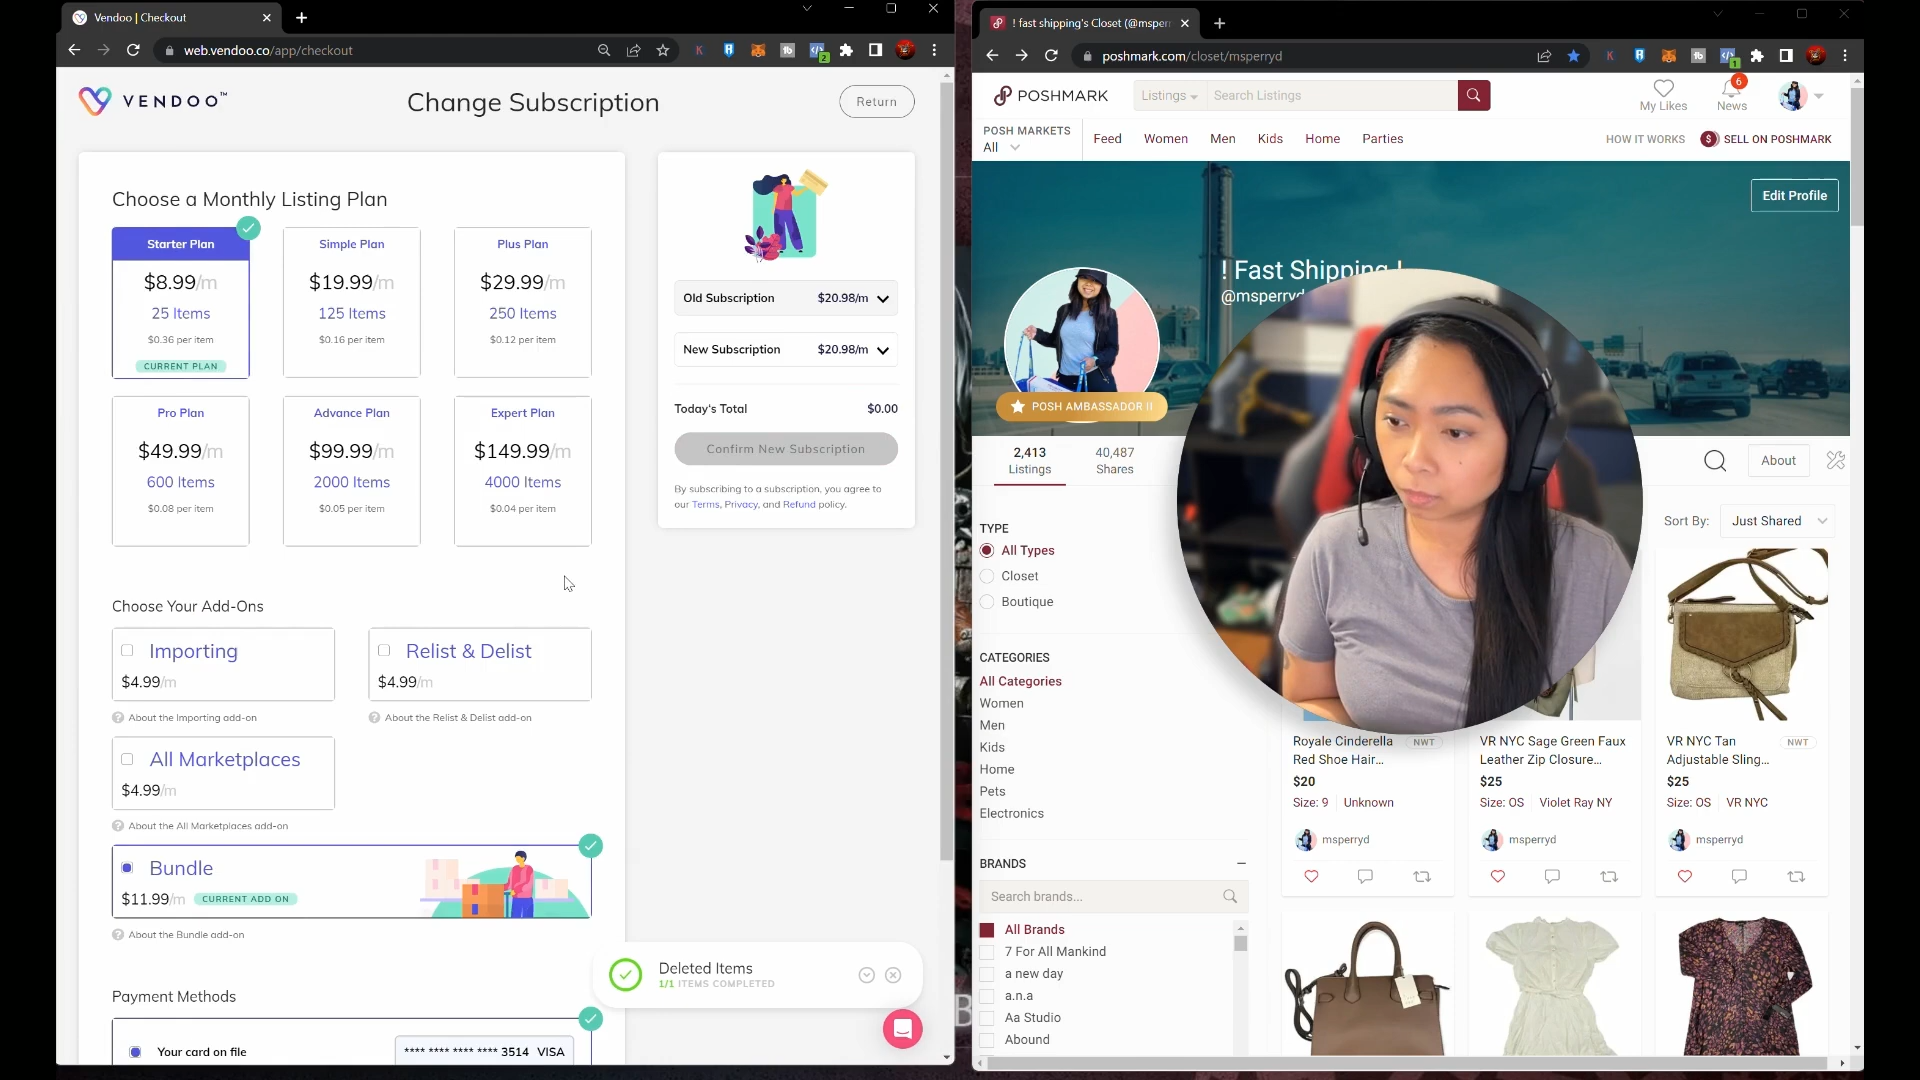 Vendoo | Checkout
web.vendoo.co/app/checkout
2
VENDOO™
Change Subscription
Return
Choose a Monthly Listing Plan
Starter Plan
$8.99/m
25 Items
$0.36 per item
CURRENT PLAN
Simple Plan
$19.99/m
125 Items
$0.16 per item
Plus Plan
$29.99/m
250 Items
$0.12 per item
Pro Plan
$49.99/m
600 Items
$0.08 per item
Advance Plan
$99.99/m
2000 Items
$0.05 per item
Expert Plan
$149.99/m
4000 Items
$0.04 per item
Choose Your Add-Ons
Importing
$4.99/m
About the Importing add-on
Relist & Delist
$4.99/m
About the Relist & Delist add-on
All Marketplaces
$4.99/m
About the All Marketplaces add-on
Bundle
$11.99/m CURRENT ADD ON
About the Bundle add-on
Payment Methods
Your card on file
**** **** **** **** 3514 VISA
Old Subscription $20.98/m
New Subscription $20.98/m
Today's Total $0.00
Confirm New Subscription
By subscribing to a subscription, you agree to
our Terms, Privacy, and Refund policy.
Deleted Items
1/1 ITEMS COMPLETED
! fast shipping's Closet (@msper
poshmark.com/closet/msperryd
1
POSHMARK
Listings
Search Listings
My Likes
6
News
POSH MARKETS
All
Feed
Women
Men
Kids
Home
Parties
HOW IT WORKS
SELL ON POSHMARK
Edit Profile
! Fast Shipping !
@msperryd
POSH AMBASSADOR II
2,413
Listings
40,487
Shares
About
Sort By: Just Shared
TYPE
All Types
Closet
Boutique
CATEGORIES
All Categories
Women
Men
Kids
Home
Pets
Electronics
BRANDS
Search brands...
All Brands
7 For All Mankind
a new day
a.n.a
Aa Studio
Abound
Royale Cinderella
Red Shoe Hair...
NWT
$20
Size: 9 Unknown
msperryd
VR NYC Sage Green Faux
Leather Zip Closure...
$25
Size: OS Violet Ray NY
msperryd
VR NYC Tan
Adjustable Sling...
NWT
$25
Size: OS VR NYC
msperryd